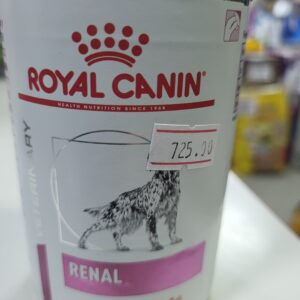 ROYAL CANIN
HEALTH NUTRITION SINCE 1968
725.00
VETERINARY
RENAL